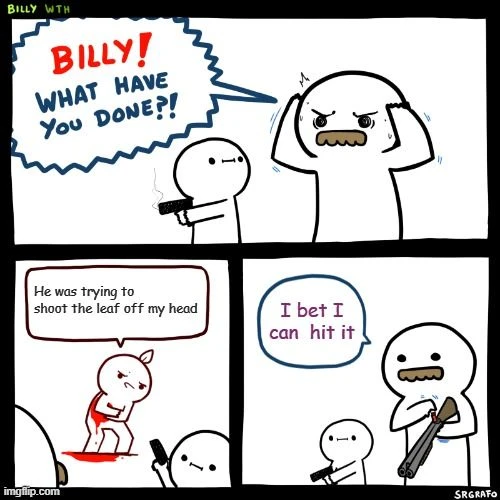 BILLY WTH
BILLY!
WHAT HAVE
YOU DONE?!
He was trying to
shoot the leaf off my head
I bet I
can hit it
imgflip.com
SRGRAFO